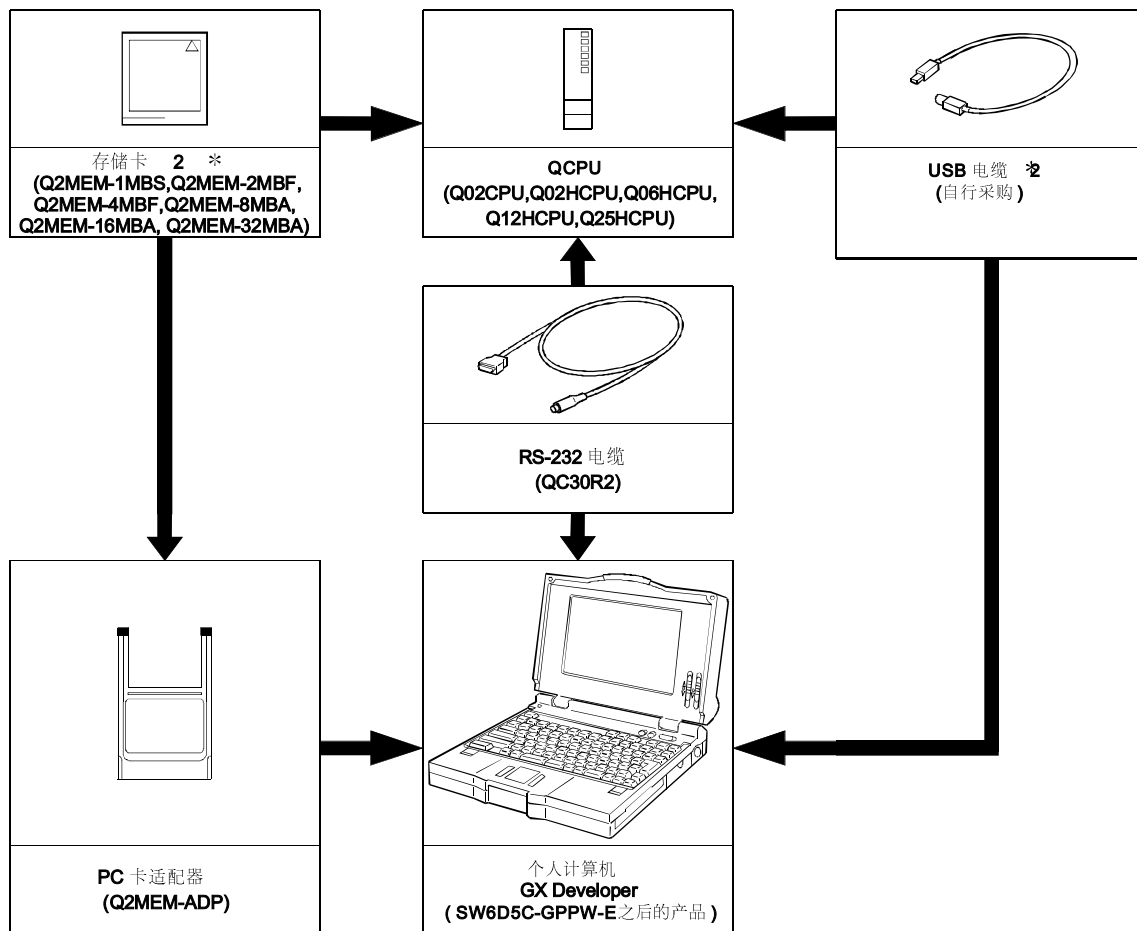 存储卡 2 *
(Q2MEM-1MBS,Q2MEM-2MBF,
Q2MEM-4MBF,Q2MEM-8MBA,
Q2MEM-16MBA, Q2MEM-32MBA)
QCPU
(Q02CPU,Q02HCPU,Q06HCPU,
Q12HCPU,Q25HCPU)
USB 电缆 *2
(自行采购)
RS-232 电缆
(QC30R2)
PC 卡适配器
(Q2MEM-ADP)
个人计算机
GX Developer
( SW6D5C-GPPW-E之后的产品 )